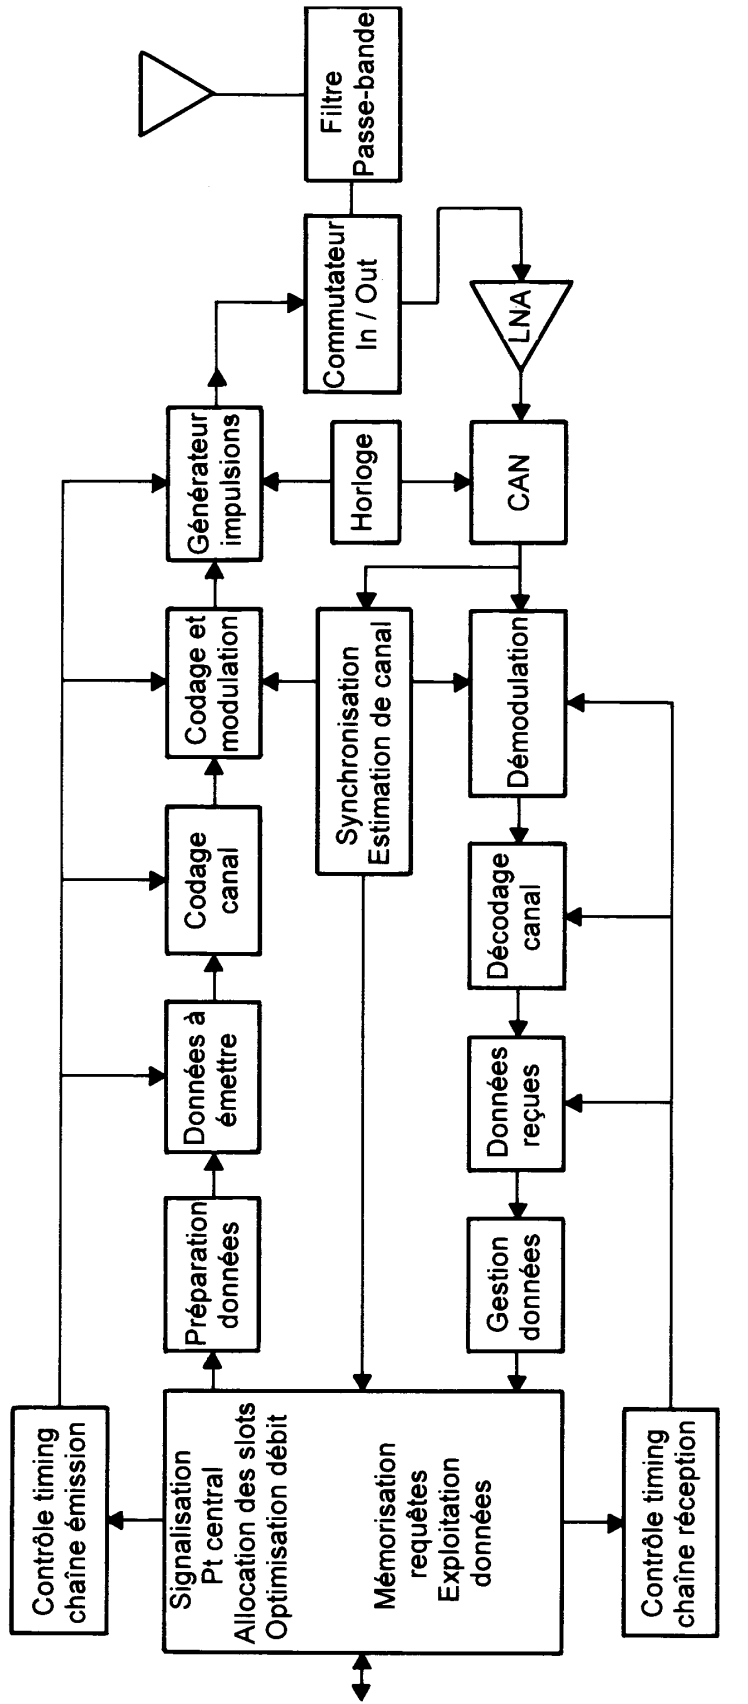 Contrôle timing
chaîne émission
Signalisation
Pt central
Allocation des slots
Optimisation débit
Mémorisation
requêtes
Exploitation
données
Contrôle timing
chaîne réception
Préparation
données
Données à
émettre
Codage
canal
Codage et
modulation
Générateur
impulsions
Synchronisation
Estimation de canal
Horloge
Commutateur
In / Out
Filtre
Passe-bande
LNA
CAN
Démodulation
Décodage
canal
Données
reçues
Gestion
données